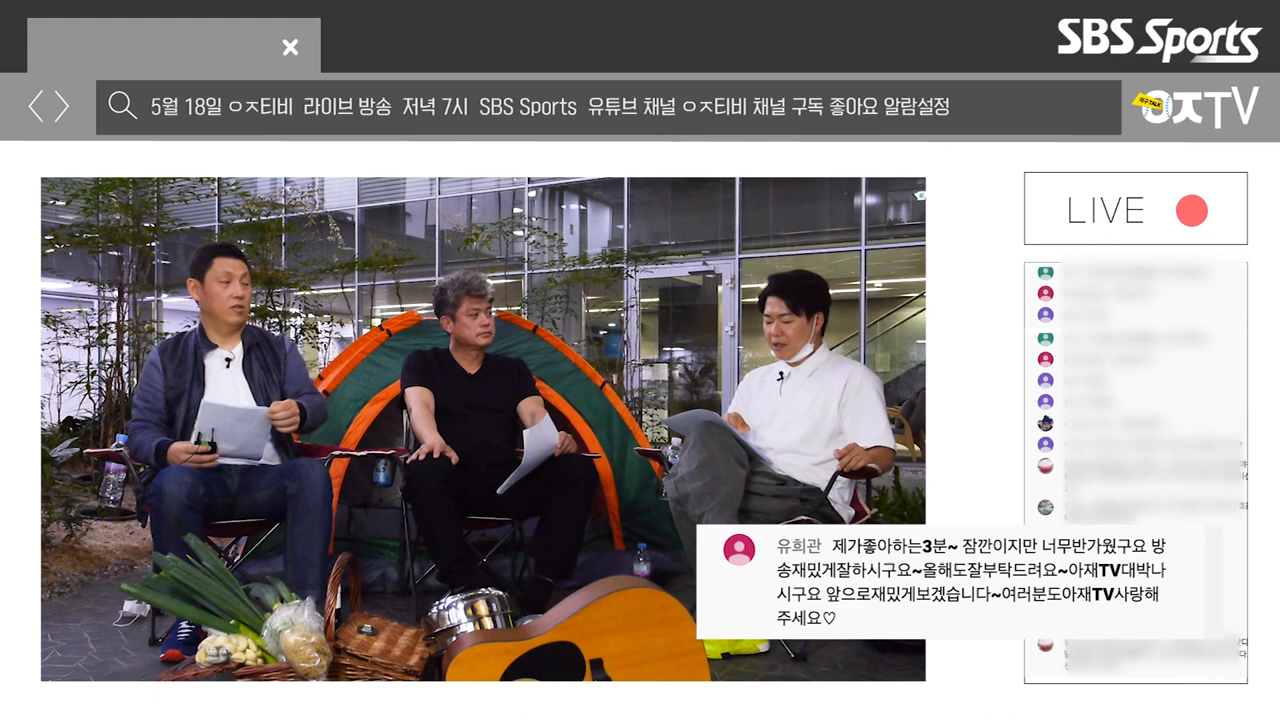 SBS Sports
5월 18일 ㅇㅈ티비 라이브 방송 저녁 7시 SBS Sports 유튜브 채널 ㅇㅈ티비 채널 구독 좋아요 알람설정
야구TALK
ㅇㅈTV
LIVE
유희관 제가좋아하는3분~ 잠깐이지만 너무반가웠구요 방
송재밌게잘하시구요~올해도잘부탁드려요~아재TV대박나
시구요 앞으로재밌게보겠습니다~여러분도아재TV사랑해
주세요♡